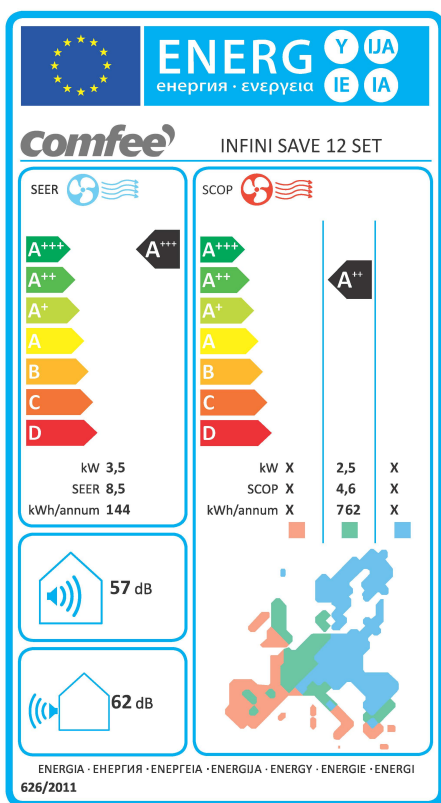 ENERG Y IJA
енергия · ενεργεια IE IA
comfee' INFINI SAVE 12 SET
SEER
A+++
A++
A+
A
B
C
D
A+++
kW 3,5
SEER 8,5
kWh/annum 144
SCOP
A+++
A++
A+
A
B
C
D
A++
kW X 2,5 X
SCOP X 4,6 X
kWh/annum X 762 X
57 dB
62 dB
ENERGIA · ЕНЕРГИЯ · ΕΝΕΡΓΕΙΑ · ENERGIJA · ENERGY · ENERGIE · ENERGI
626/2011